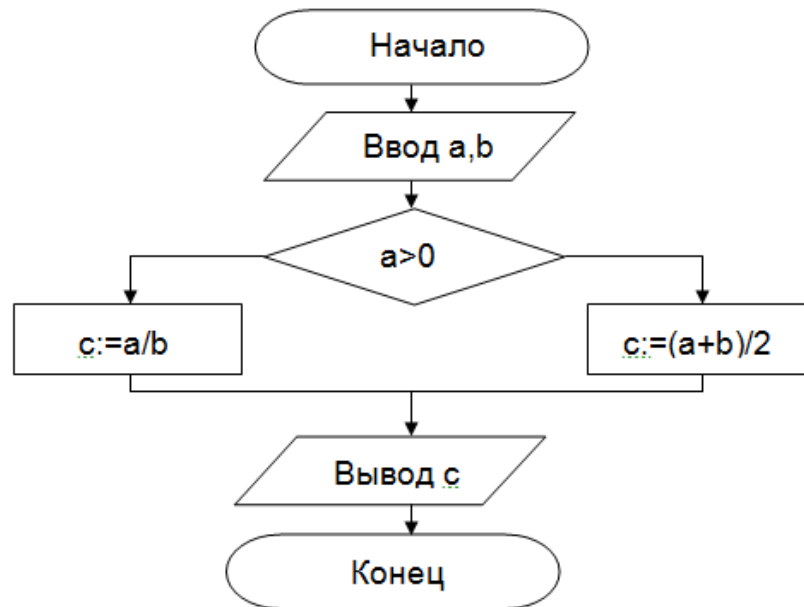 Начало
Ввод a,b
a>0
c:=a/b
c:=(a+b)/2
Вывод c
Конец